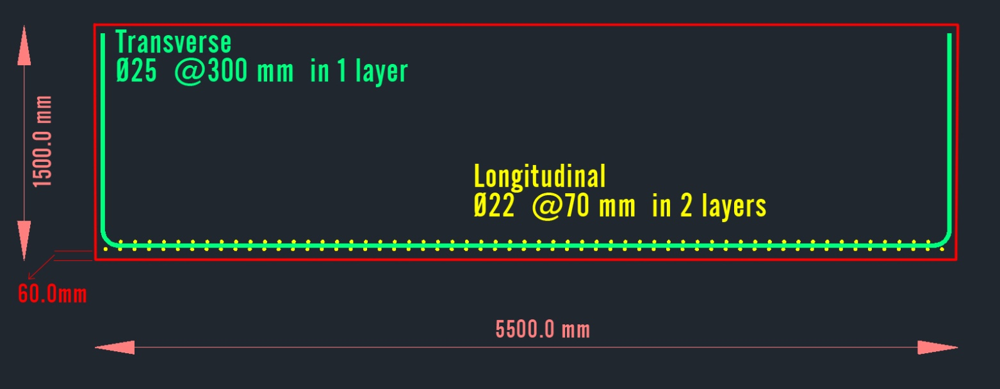 Transverse
Ø25 @300 mm in 1 layer
1500.0 mm
Longitudinal
Ø22 @70 mm in 2 layers
60.0mm
5500.0 mm